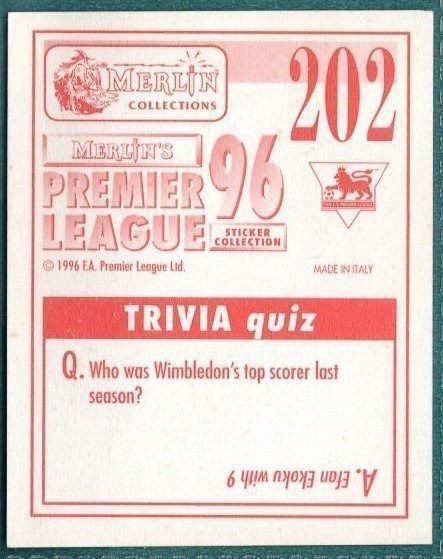 MERLIN
COLLECTIONS
202
MERLIN'S
PREMIER
LEAGUE
96
STICKER
COLLECTION
© 1996 F.A. Premier League Ltd.
MADE IN ITALY
TRIVIA quiz
Q. Who was Wimbledon's top scorer last
season?
A. Efan Ekoku with 9